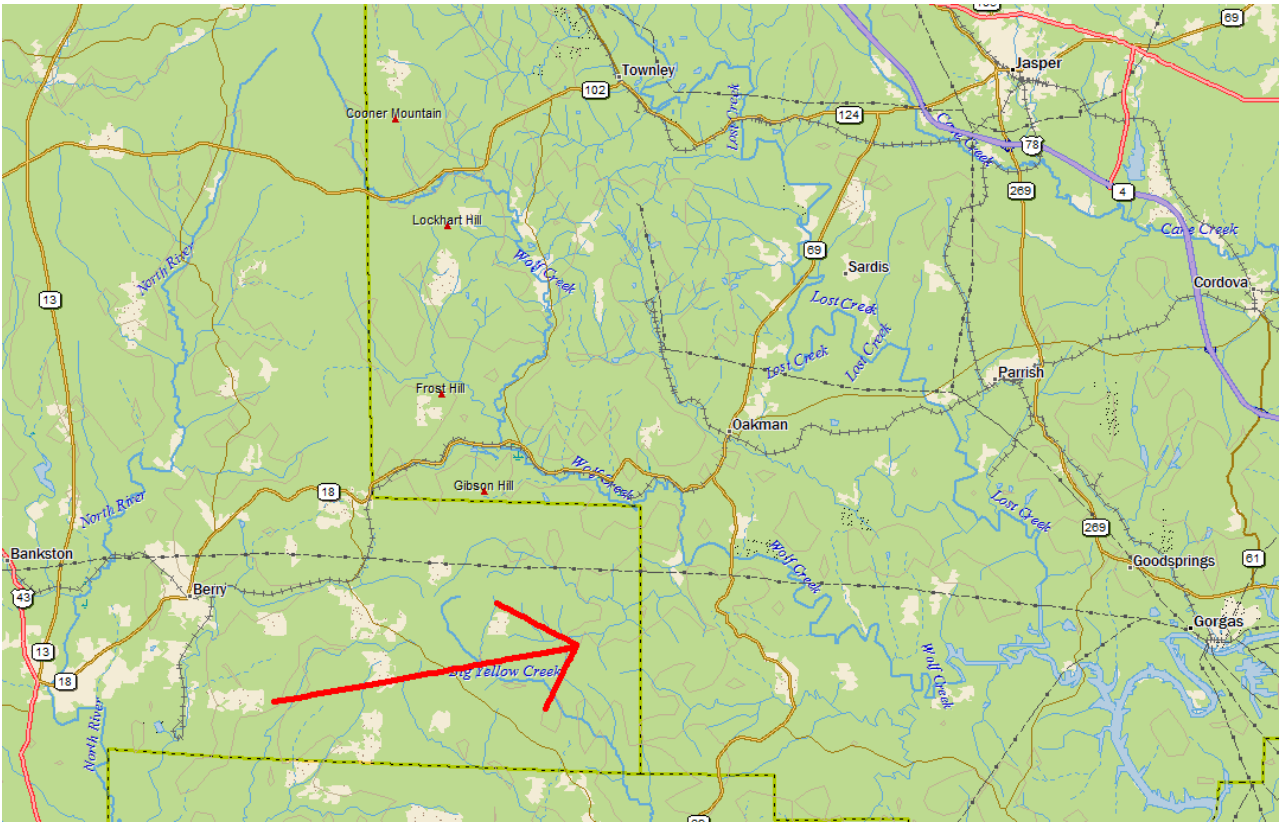 69
Jasper
Townley
102
Cooner Mountain
124
Lost Creek
Cane Creek
78
269
4
Lockhart Hill
Cane Creek
North River
Wolf Creek
69
Sardis
Cordova
13
Lost Creek
Lost Creek
Lost Creek
Parrish
Frost Hill
Oakman
Wolf Creek
Gibson Hill
18
North River
Lost Creek
269
Bankston
Wolf Creek
61
Goodsprings
Berry
43
Gorgas
13
Big Yellow Creek
Wolf Creek
18
North River